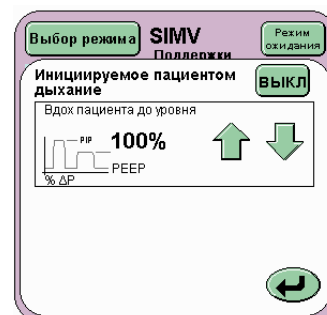 Выбор режима
SIMV
Поддержки
Режим
ожидания
Инициируемое пациентом
дыхание
ВЫКЛ
Вдох пациента до уровня
PIP
100%
PEEP
% ΔP